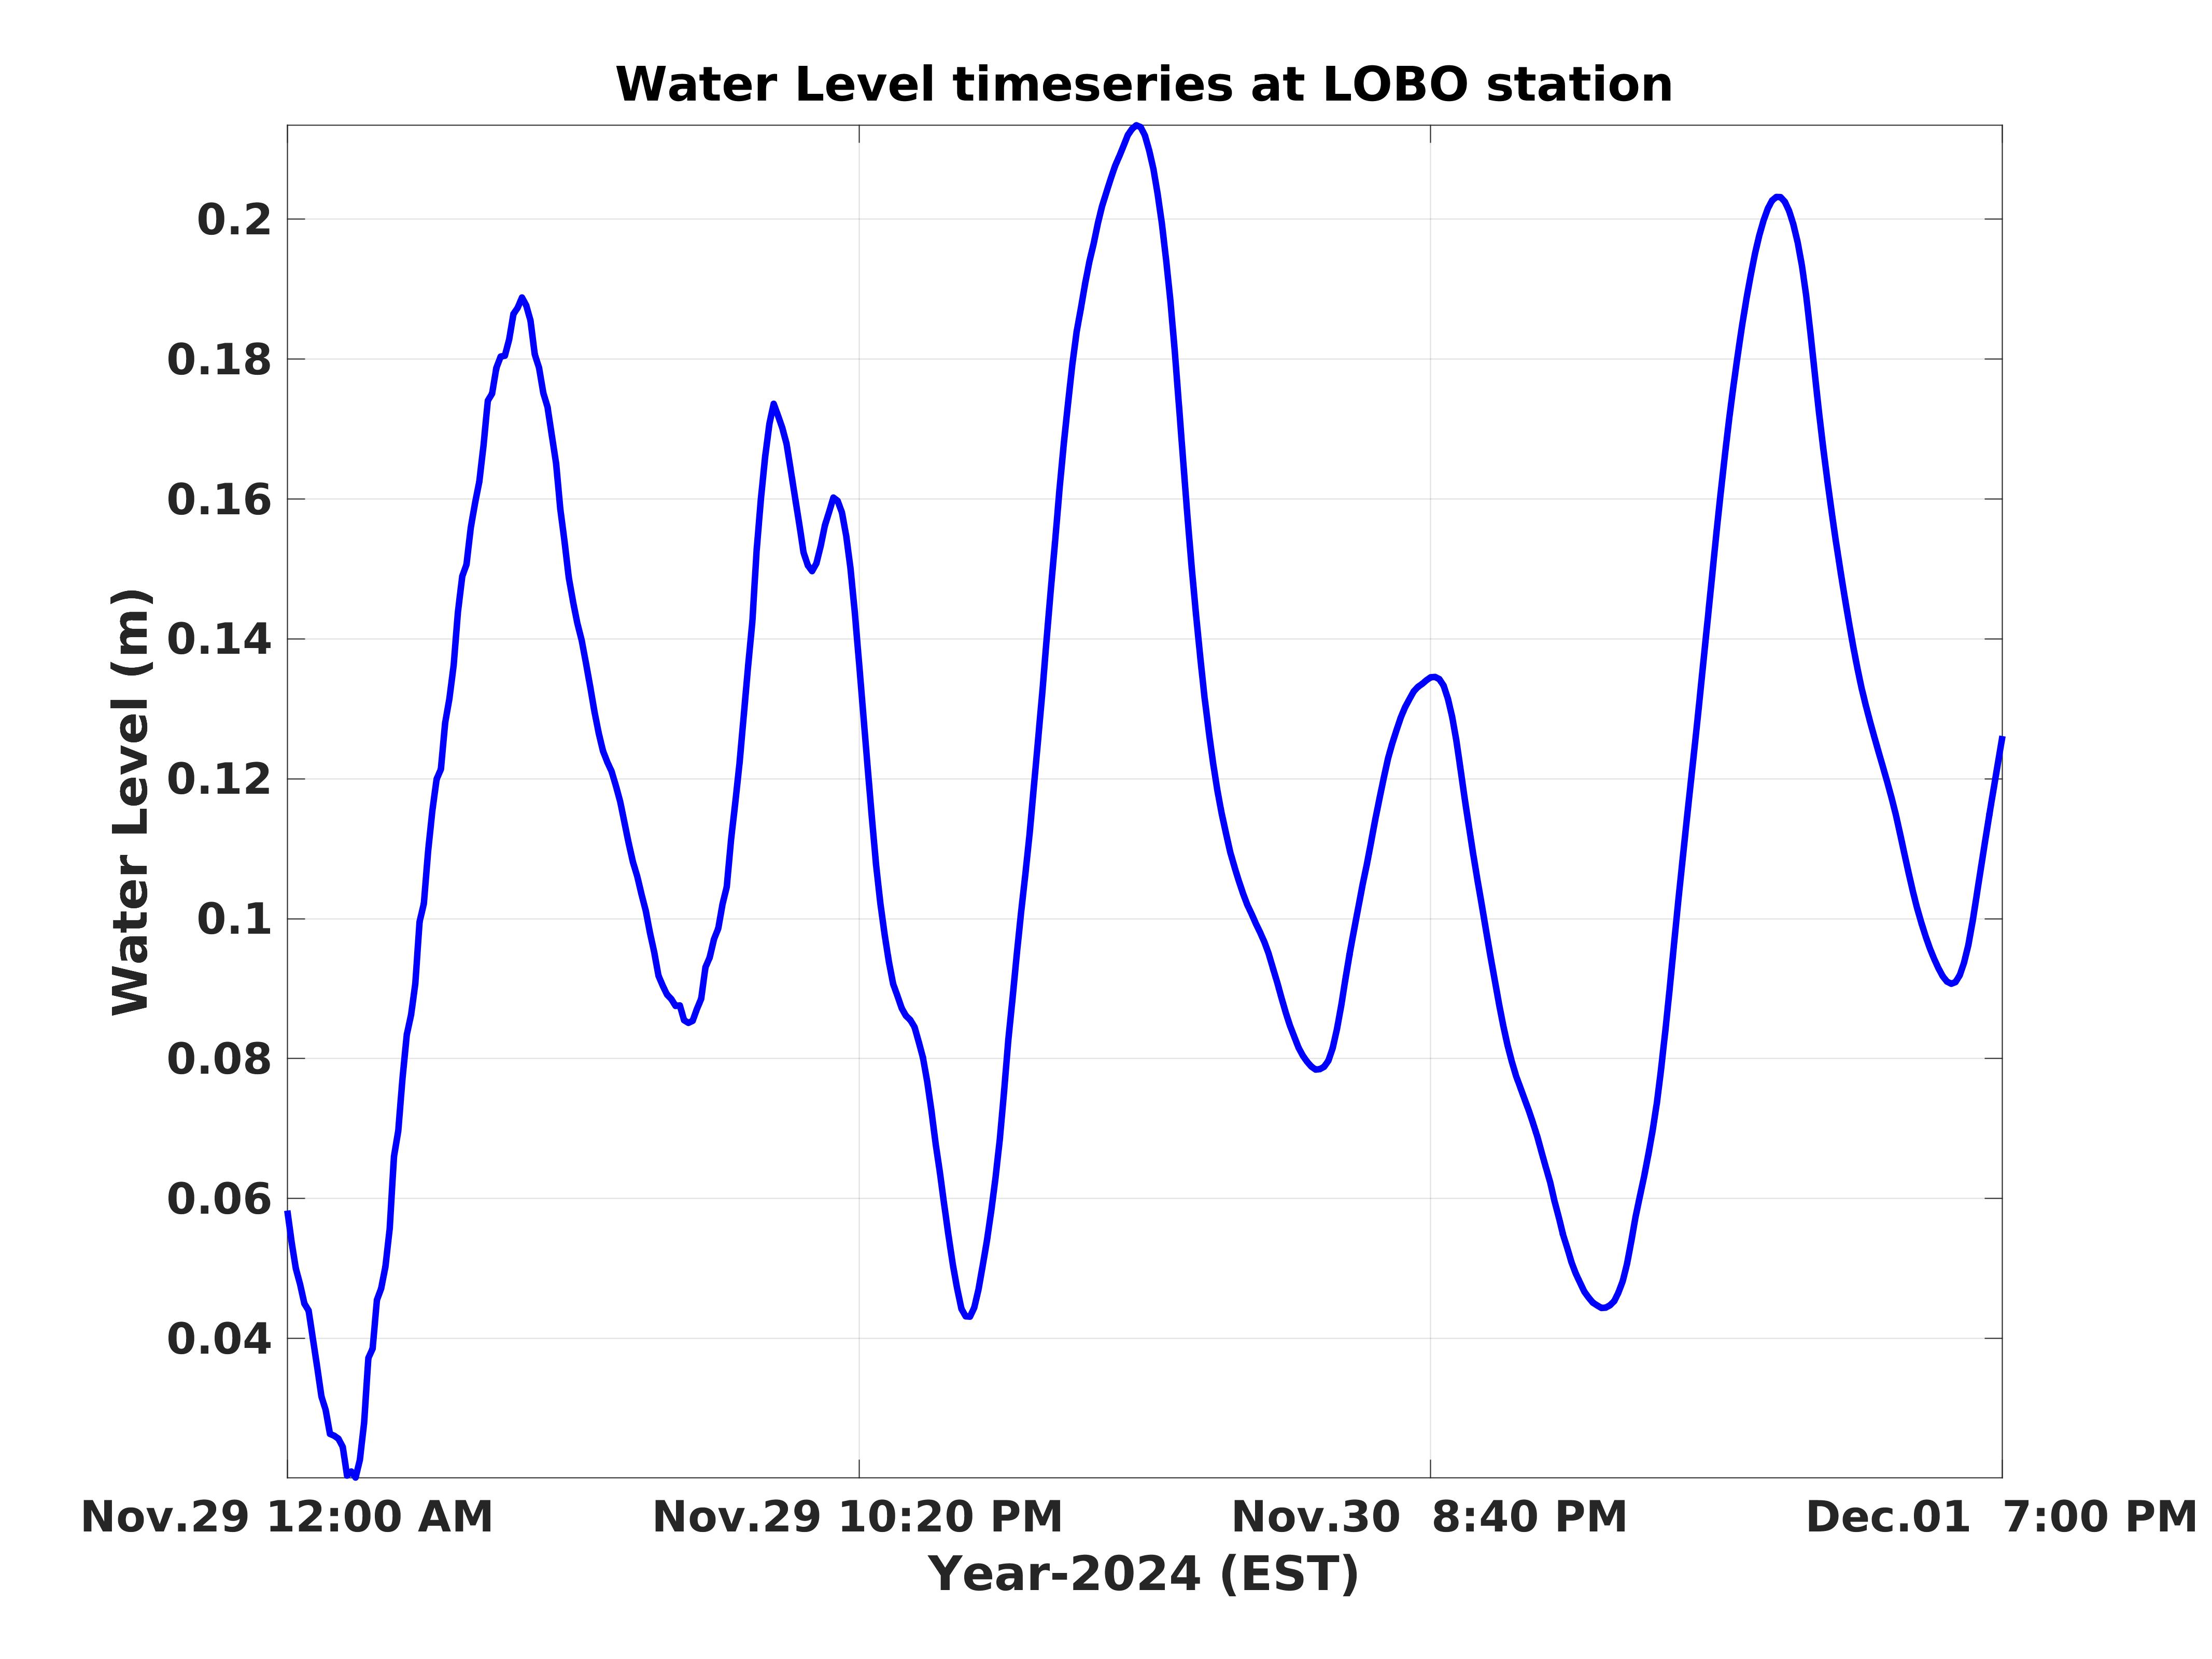 Water Level timeseries at LOBO station
Water Level (m)
0.2
0.18
0.16
0.14
0.12
0.1
0.08
0.06
0.04
Nov.29 12:00 AM
Nov.29 10:20 PM
Nov.30  8:40 PM
Dec.01  7:00 PM
Year-2024 (EST)